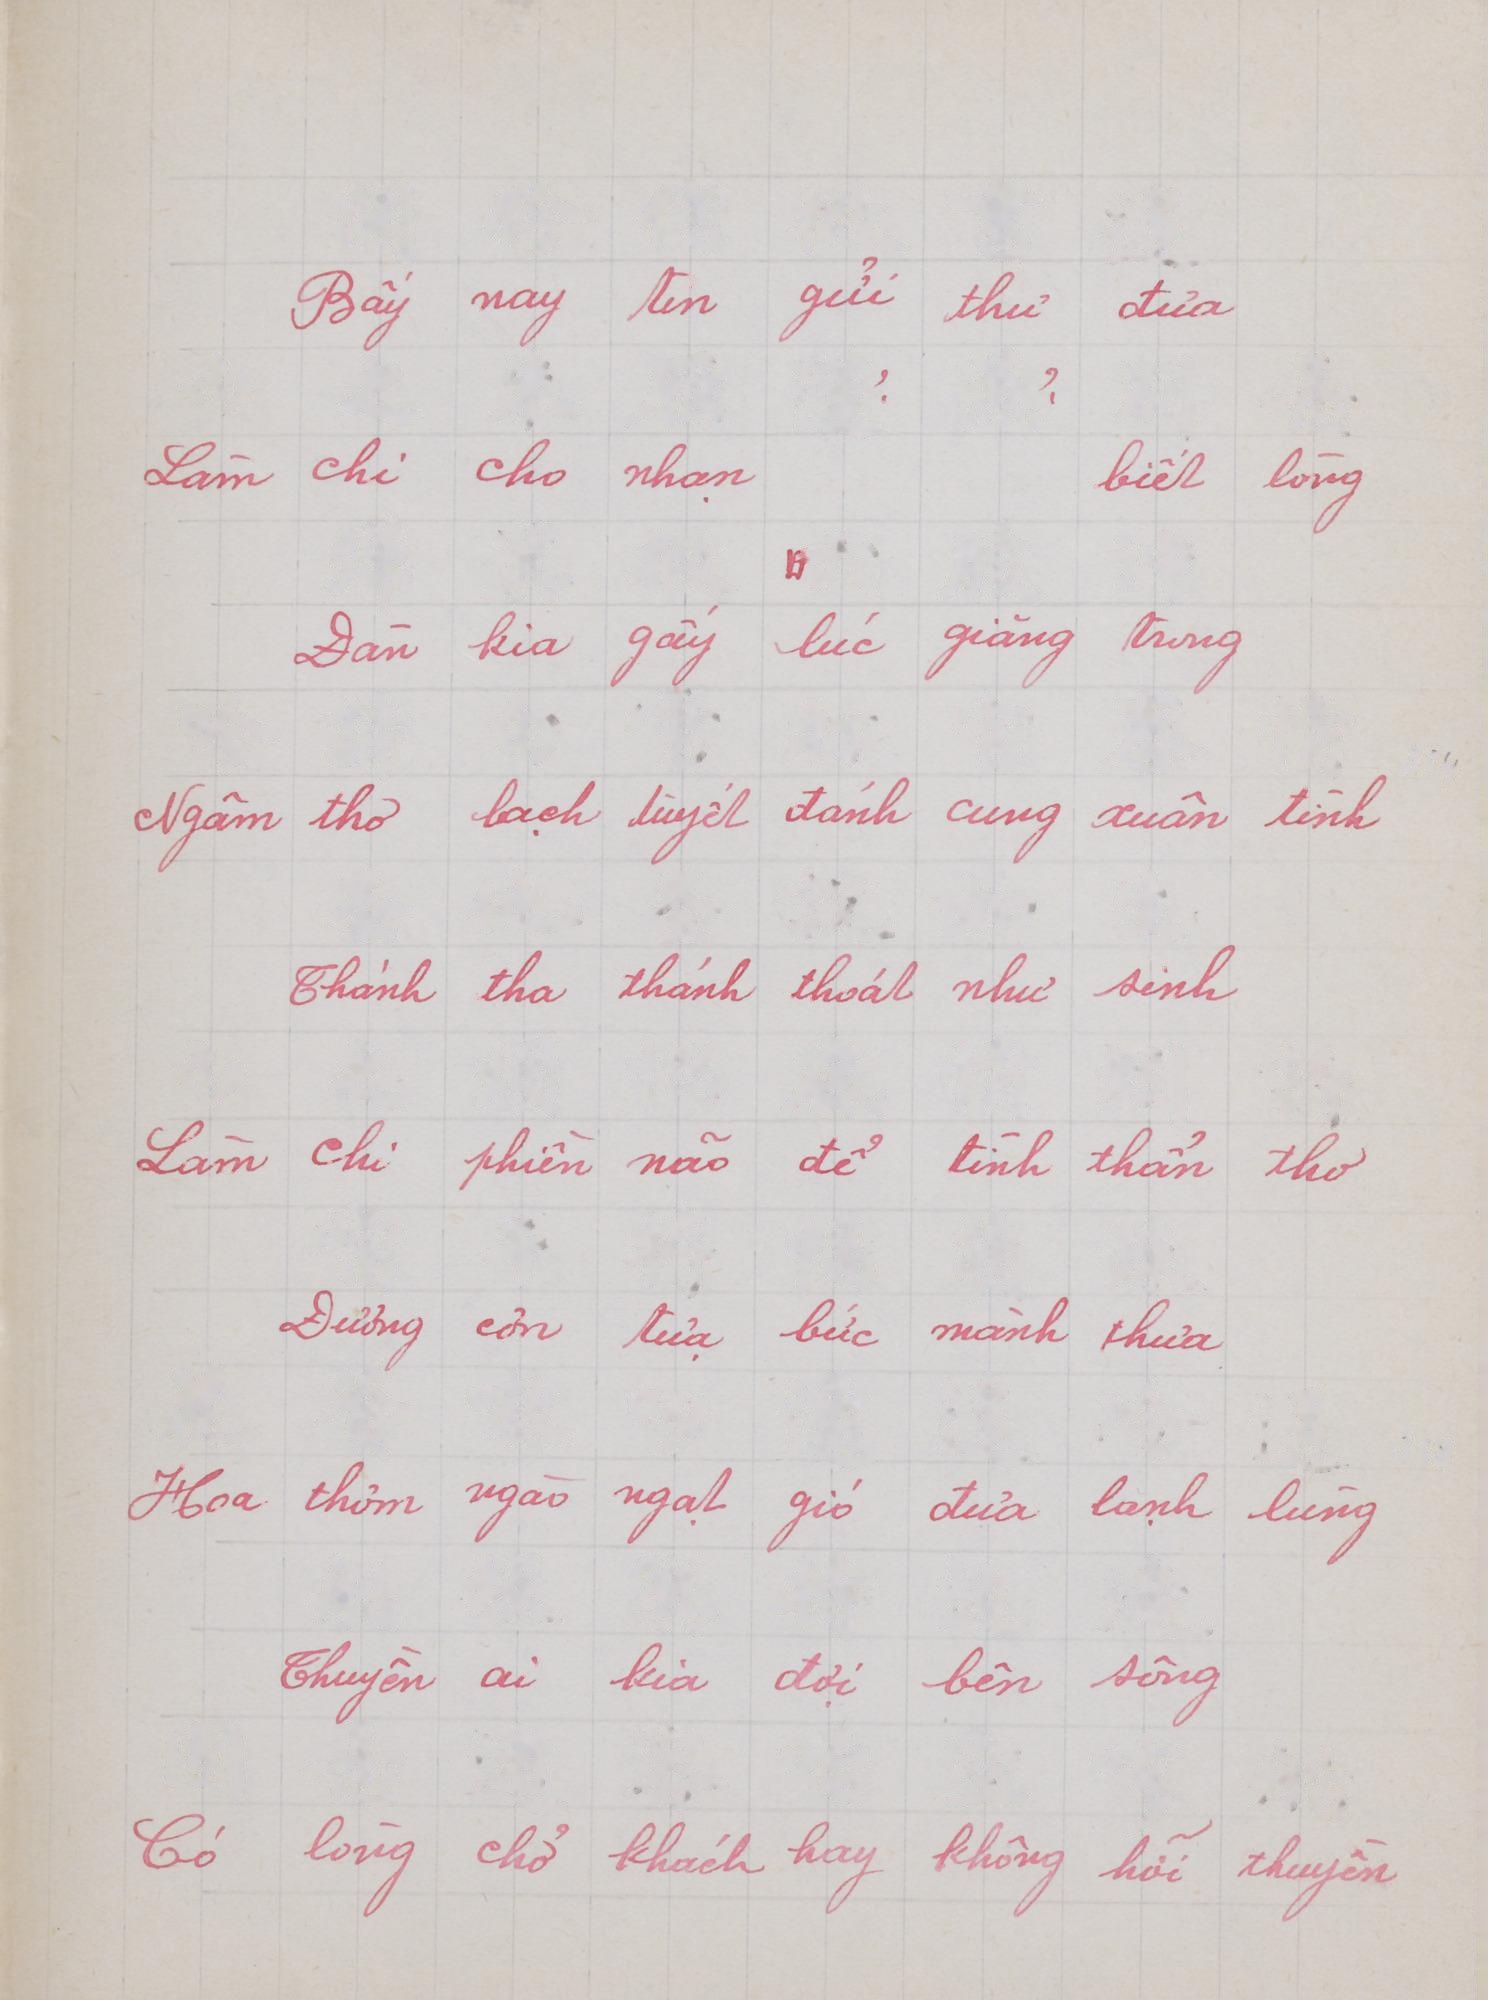 Bấy nay tin gửi thư đưa
? ?
Làm chi cho nhạn biết lòng
Đàn kia gẩy lúc giăng trong
Ngâm thơ bạch tuyết đánh cung xuân tình
Thánh tha thánh thoát như sinh
Làm chi phiền não để tình thẩn thơ
Đương còn tựa bức mành thưa
Hoa thơm ngào ngạt gió đưa lạnh lùng
Thuyền ai kia đợi bên sông
Có lòng chở khách hay không hỡi thuyền